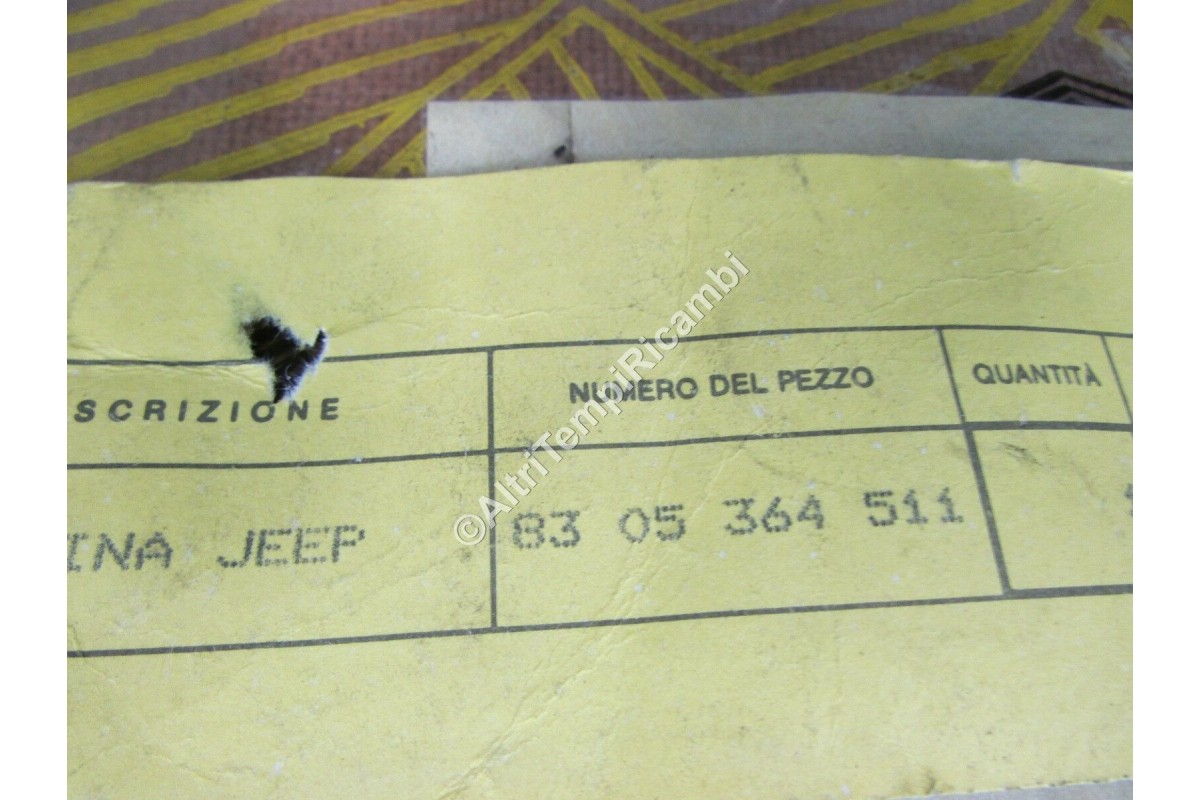 SCRIZIONE NUMERO DEL PEZZO QUANTITÀ
INA JEEP 83 05 364 511
©AltriTempiRicambi